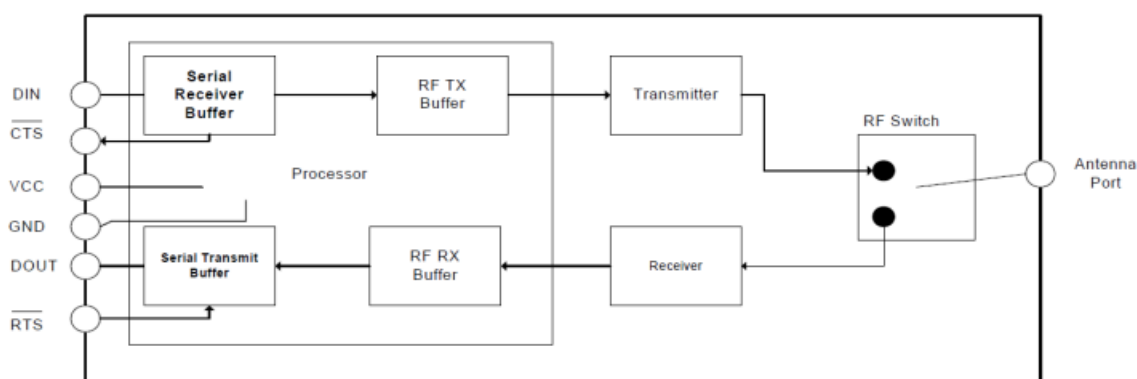 DIN
CTS
VCC
GND
DOUT
RTS
Serial
Receiver
Buffer
RF TX
Buffer
Transmitter
RF Switch
Antenna
Port
Processor
Serial Transmit
Buffer
RF RX
Buffer
Receiver